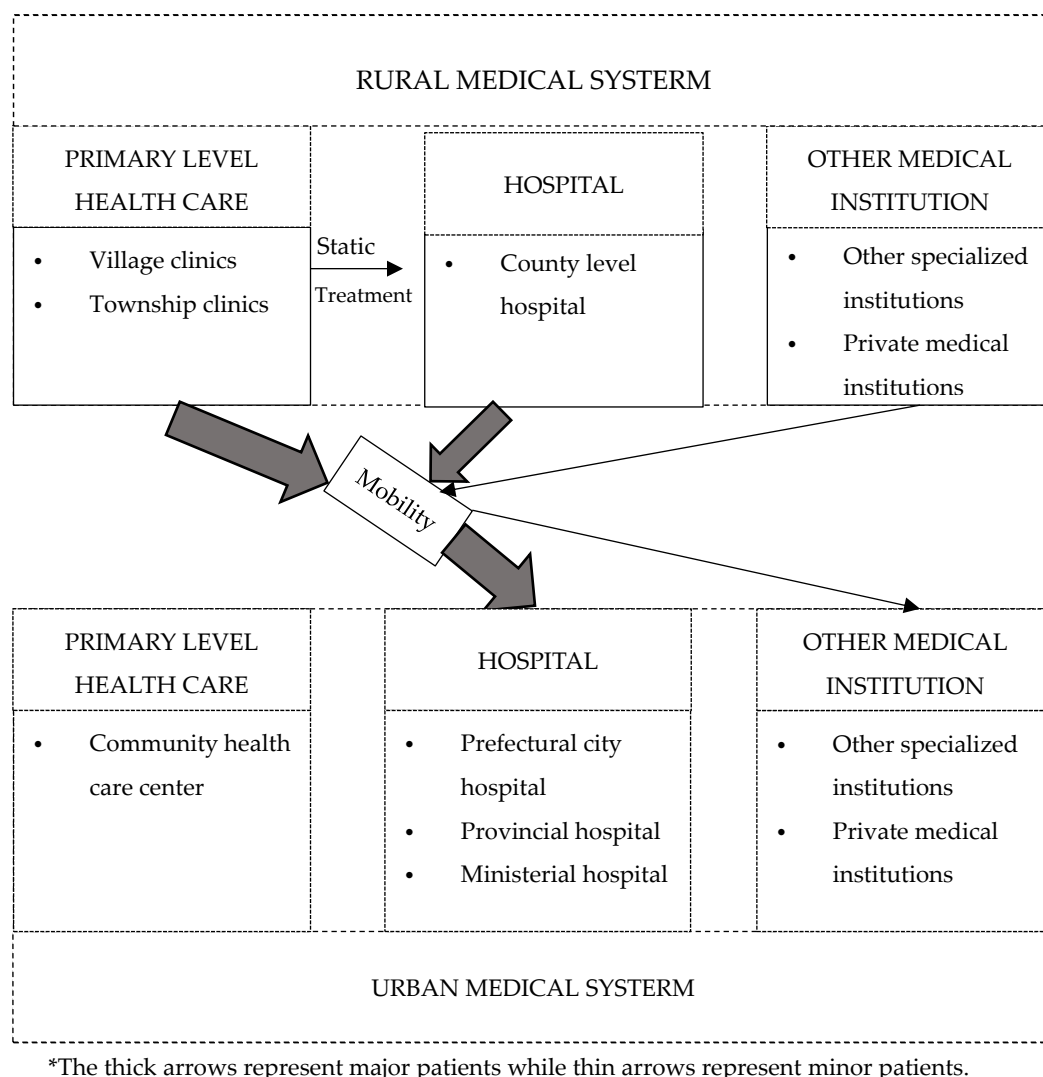 RURAL MEDICAL SYSTERM
PRIMARY LEVEL
HEALTH CARE
• Village clinics
• Township clinics
Static
Treatment
HOSPITAL
• County level
hospital
OTHER MEDICAL
INSTITUTION
• Other specialized
institutions
• Private medical
institutions
Mobility
PRIMARY LEVEL
HEALTH CARE
• Community health
care center
HOSPITAL
• Prefectural city
hospital
• Provincial hospital
• Ministerial hospital
OTHER MEDICAL
INSTITUTION
• Other specialized
institutions
• Private medical
institutions
URBAN MEDICAL SYSTERM
*The thick arrows represent major patients while thin arrows represent minor patients.